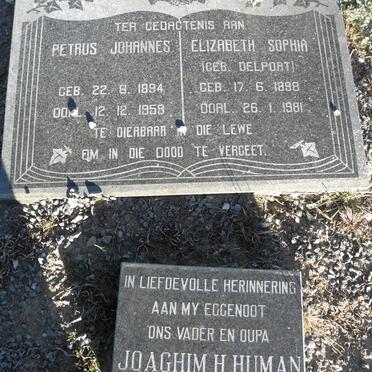 TER GEDAGTENIS AAN
PETRUS JOHANNES
GEB. 22. 8. 1894
OORL. 12. 12. 1959
ELIZABETH SOPHIA
(GEB. DELPORT)
GEB. 17. 6. 1898
OORL. 26. 1. 1981
TE DIERBAAR IN DIE LEWE
OM IN DIE DOOD TE VERGEET.
IN LIEFDEVOLLE HERINNERING
AAN MY EGGENOOT
ONS VADER EN OUPA
JOAGHIM H. HUMAN